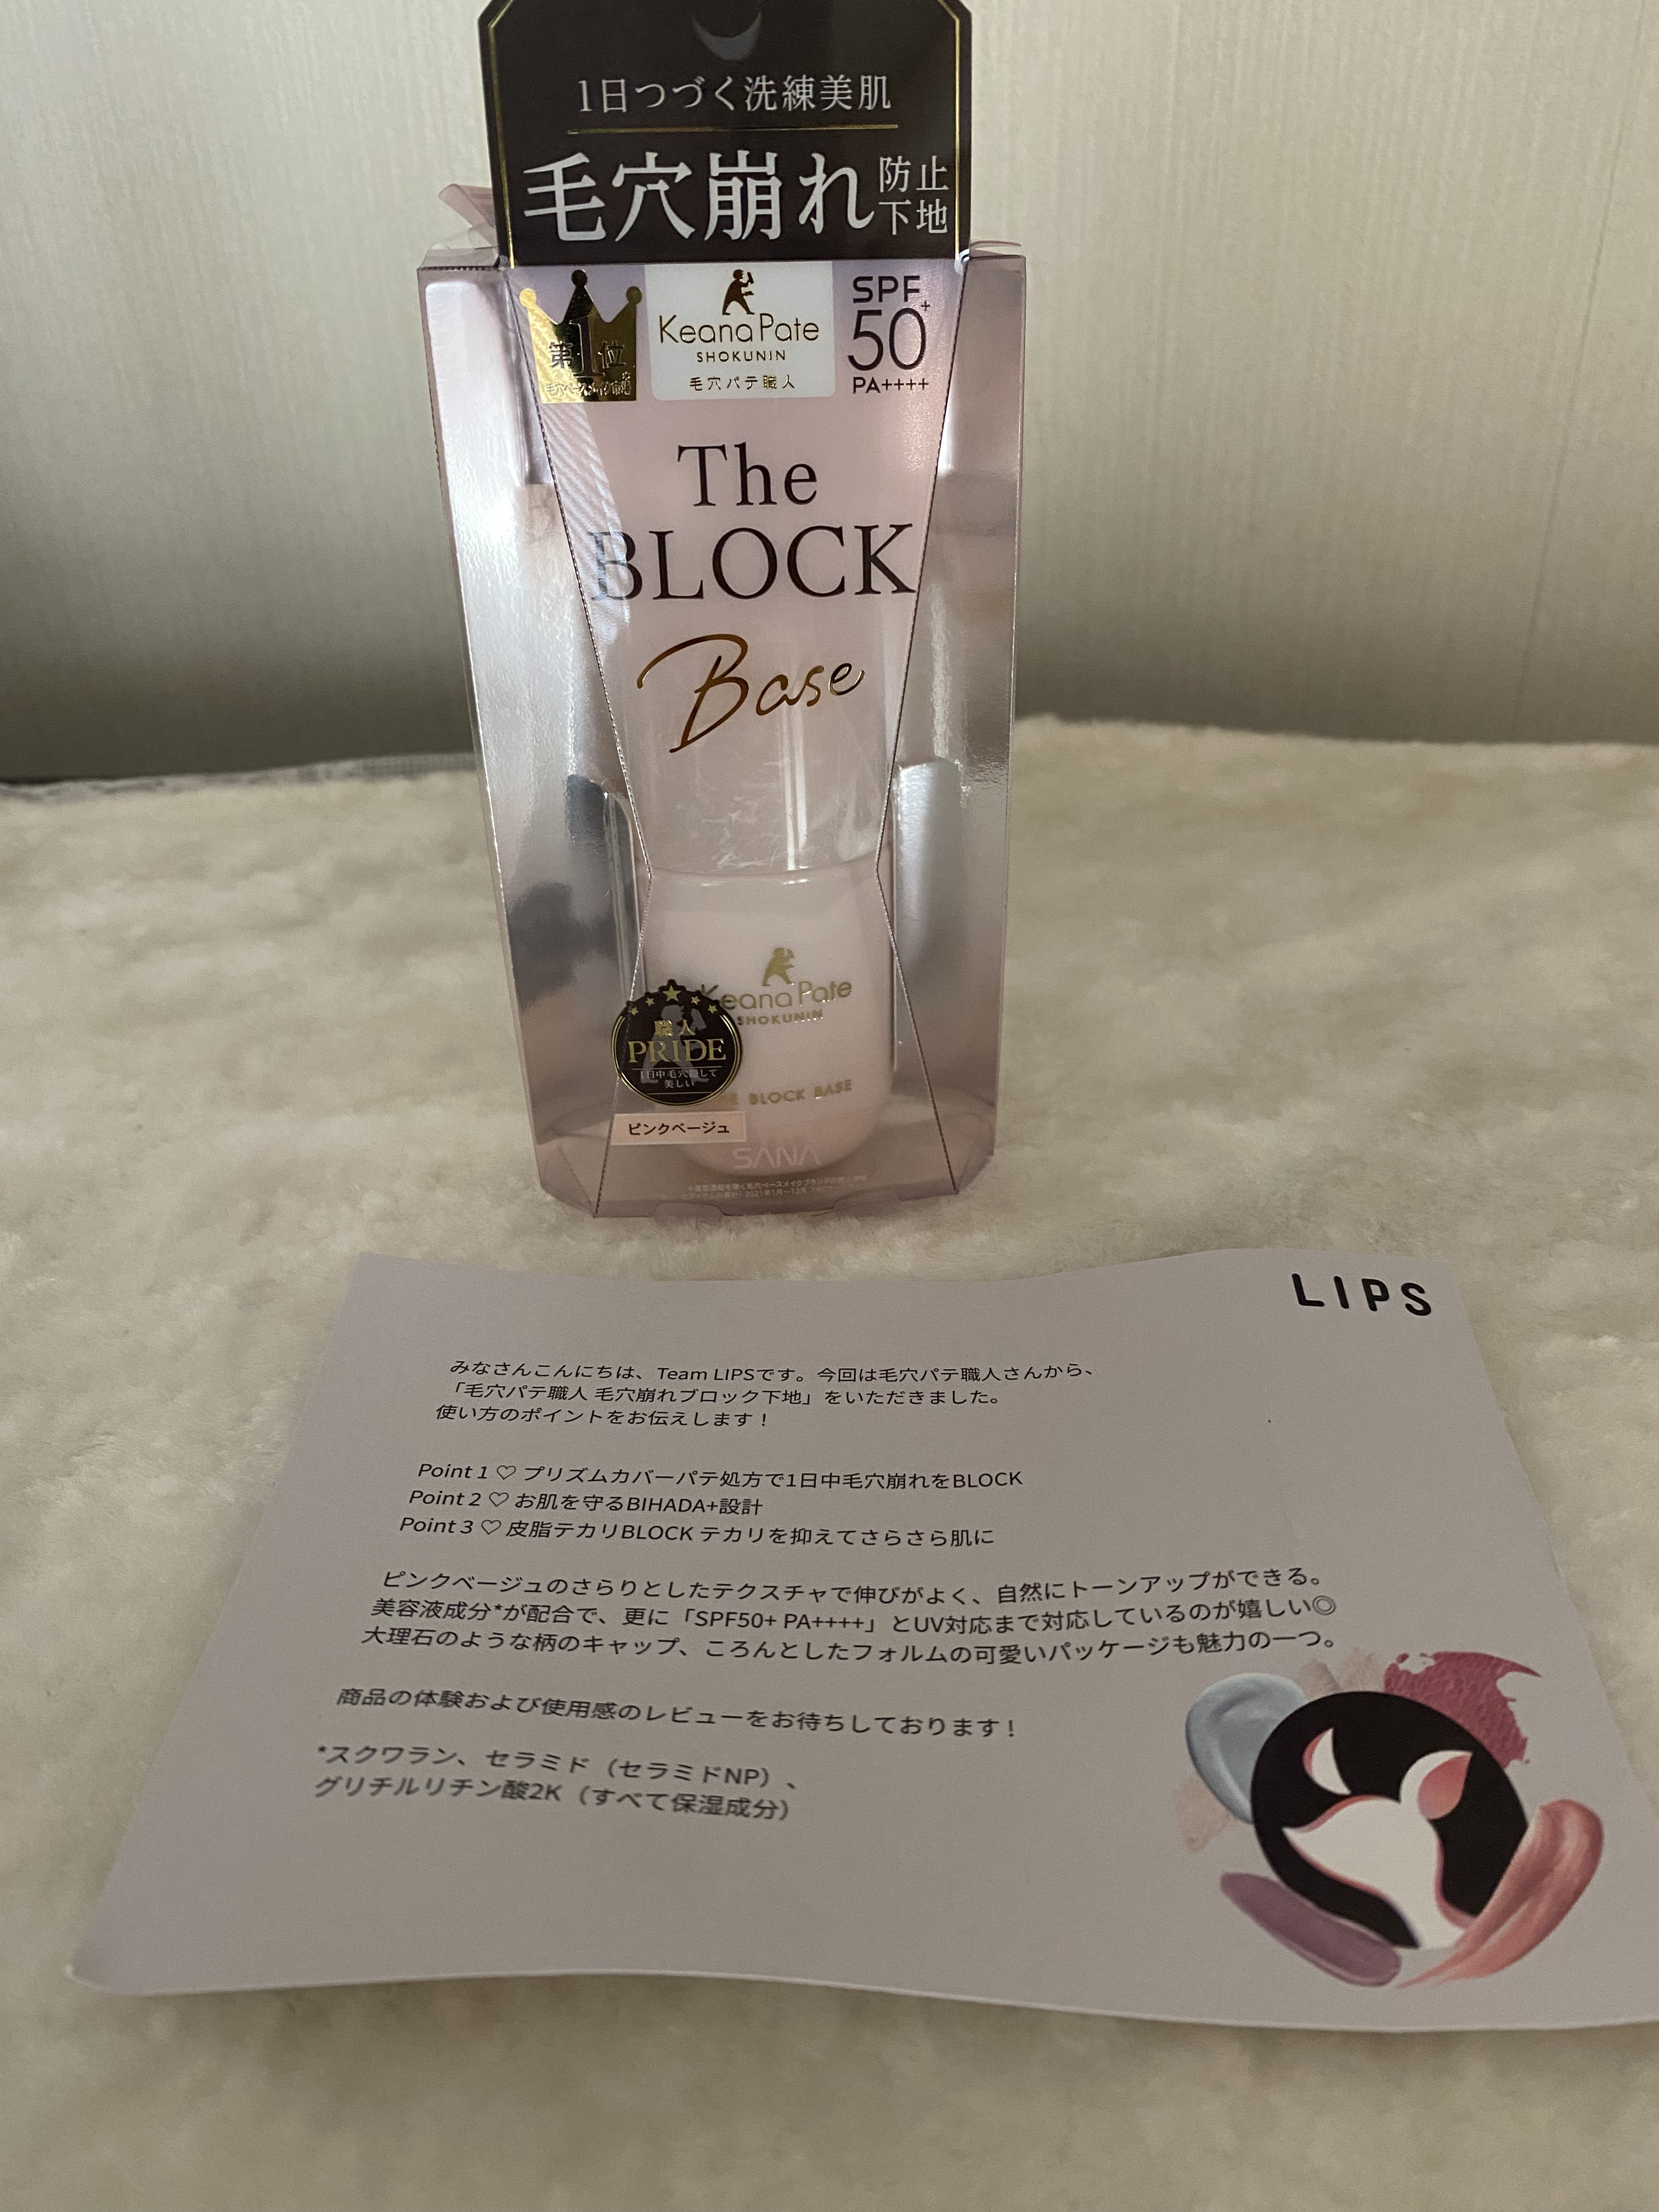 1日つづく洗練美肌
毛穴崩れ防止下地
第1位
Keana Pate
SHOKUNIN
毛穴パテ職人
SPF
50+
PA++++
The
BLOCK
Base
Keana Pate
SHOKUNIN
職人
PRIDE
1日中毛穴隠して
美しい
BLOCK BASE
ピンクベージュ
SANA
LIPS
みなさんこんにちは、Team LIPSです。今回は毛穴パテ職人さんから、
「毛穴パテ職人 毛穴崩れブロック下地」をいただきました。
使い方のポイントをお伝えします！
Point 1 ♡ プリズムカバーパテ処方で1日中毛穴崩れをBLOCK
Point 2 ♡ お肌を守るBIHADA+設計
Point 3 ♡ 皮脂テカリBLOCK テカリを抑えてさらさら肌に
ピンクベージュのさらりとしたテクスチャで伸びがよく、自然にトーンアップができる。
美容液成分*が配合で、更に「SPF50+ PA++++」とUV対応まで対応しているのが嬉しい◎
大理石のような柄のキャップ、ころんとしたフォルムの可愛いパッケージも魅力の一つ。
商品の体験および使用感のレビューをお待ちしております！
*スクワラン、セラミド（セラミドNP）、
グリチルリチン酸2K（すべて保湿成分）